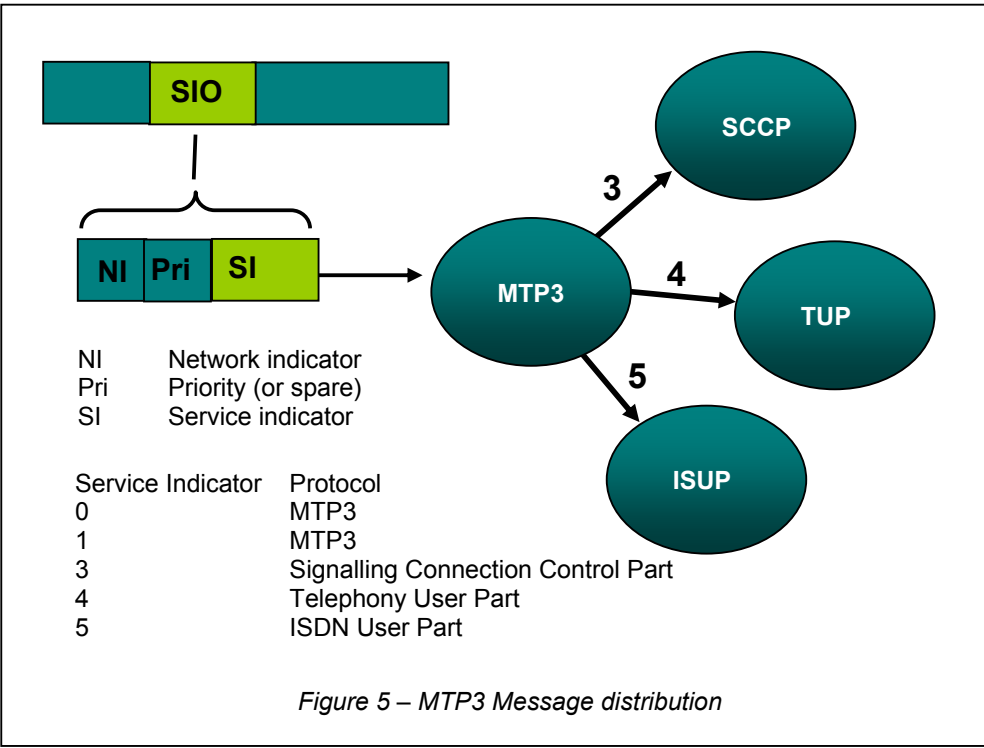 SIO
SCCP
3
NI Pri SI
MTP3
4
TUP
5
ISUP
NI Network indicator
Pri Priority (or spare)
SI Service indicator
Service Indicator Protocol
0 MTP3
1 MTP3
3 Signalling Connection Control Part
4 Telephony User Part
5 ISDN User Part
Figure 5 – MTP3 Message distribution